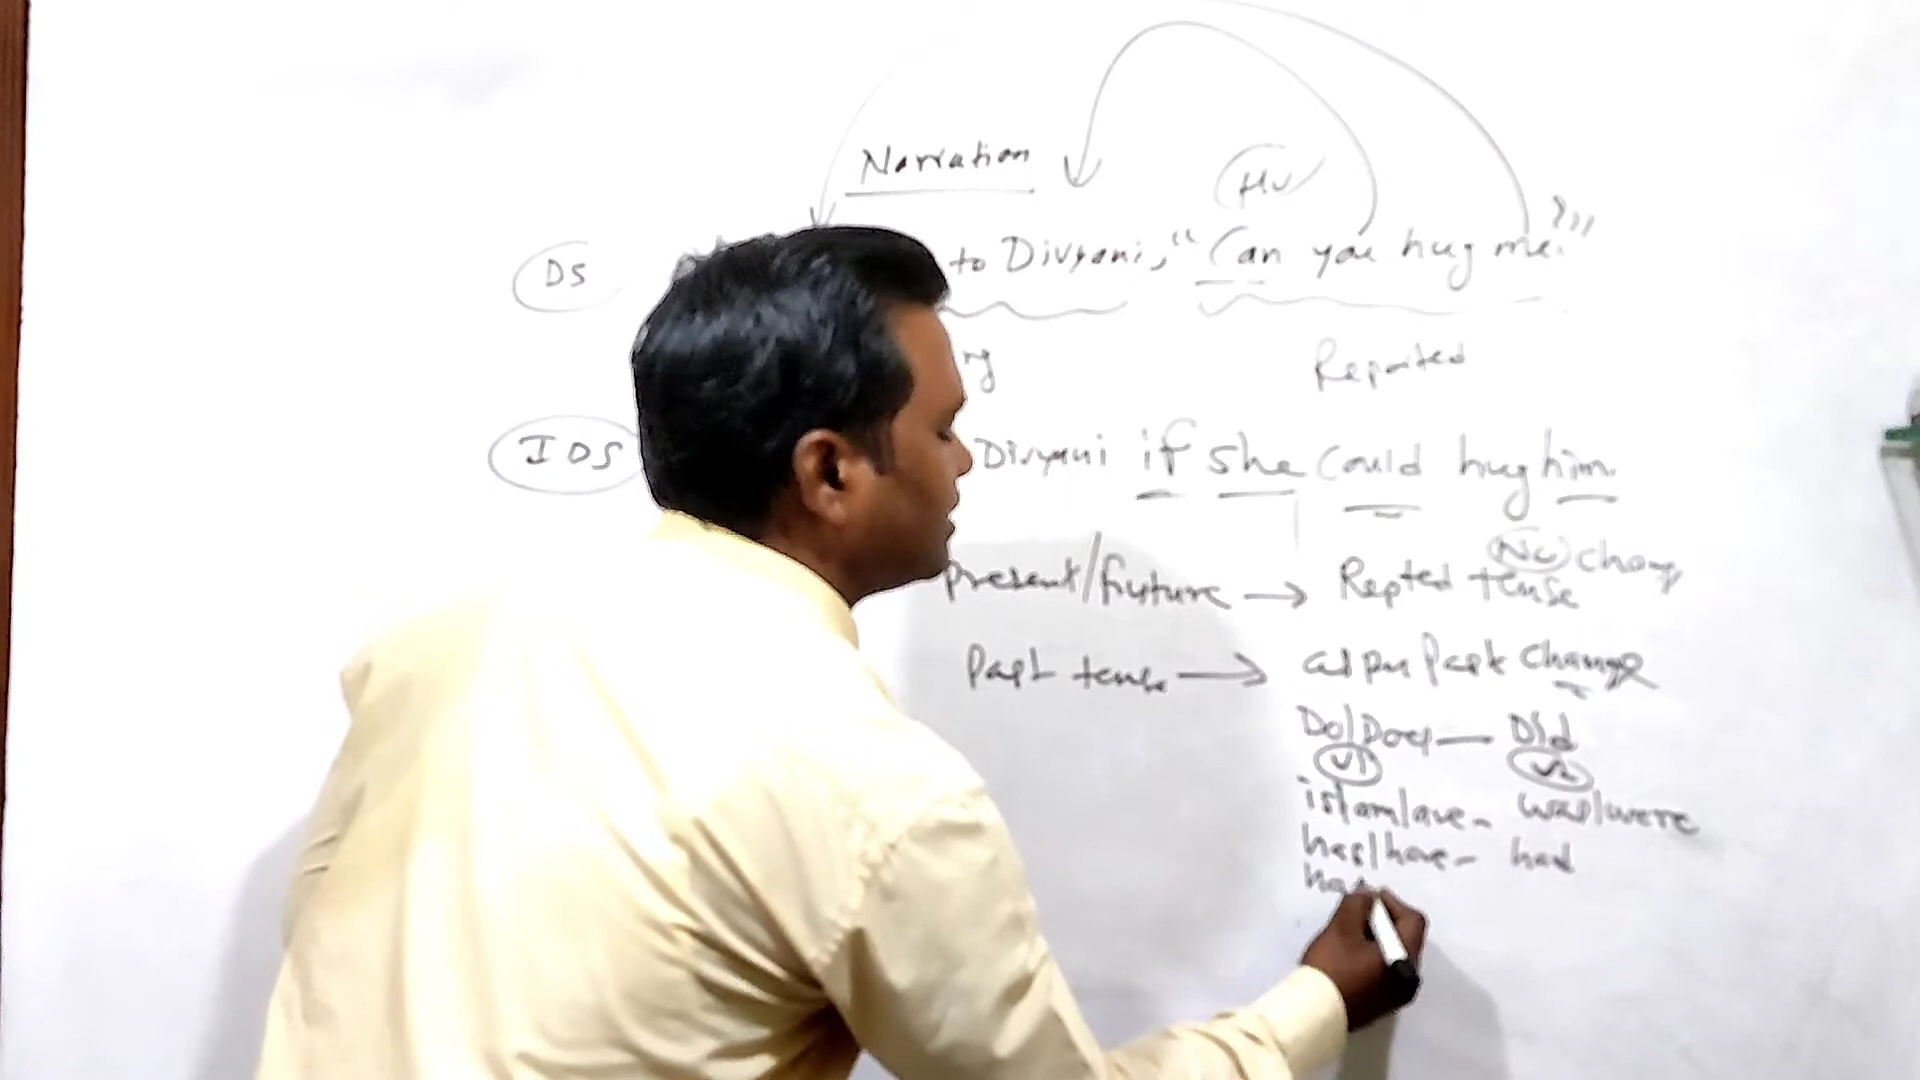 Narration
HV
DS to Divyani, "Can you hug me?"
Reported
IDS Divyani if she could hug him.
present/future → Repted tense No change
Past tense → as per Past change
Do/Does — Did
V1 V2
is/am/are - was/were
has/have - had